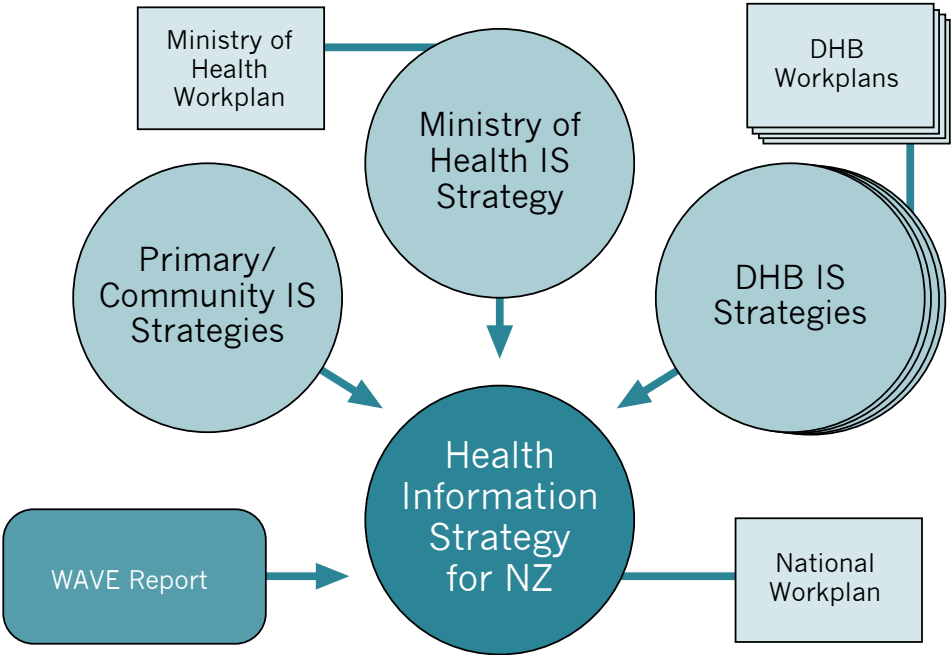 Ministry of
Health
Workplan
Ministry of
Health IS
Strategy
DHB
Workplans
Primary/
Community IS
Strategies
DHB IS
Strategies
Health
Information
Strategy
for NZ
WAVE Report
National
Workplan